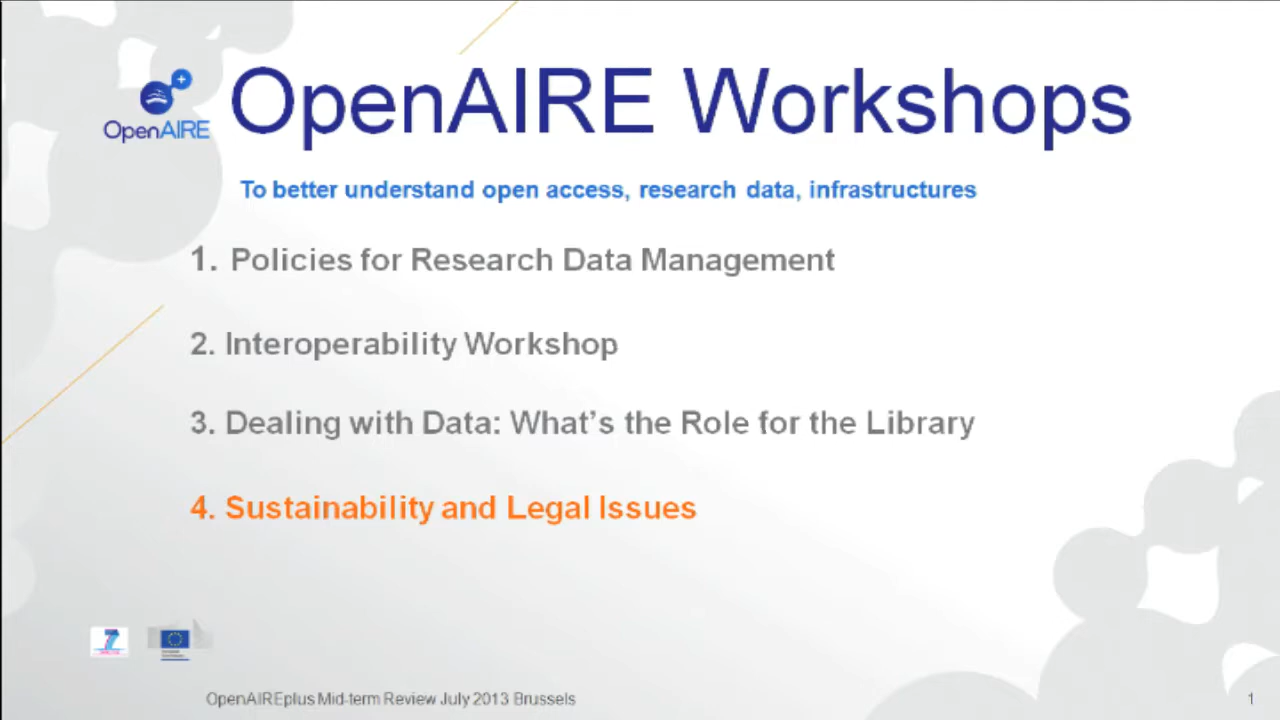 OpenAIRE
OpenAIRE Workshops
To better understand open access, research data, infrastructures
1. Policies for Research Data Management
2. Interoperability Workshop
3. Dealing with Data: What’s the Role for the Library
4. Sustainability and Legal Issues
OpenAIREplus Mid-term Review July 2013 Brussels
1